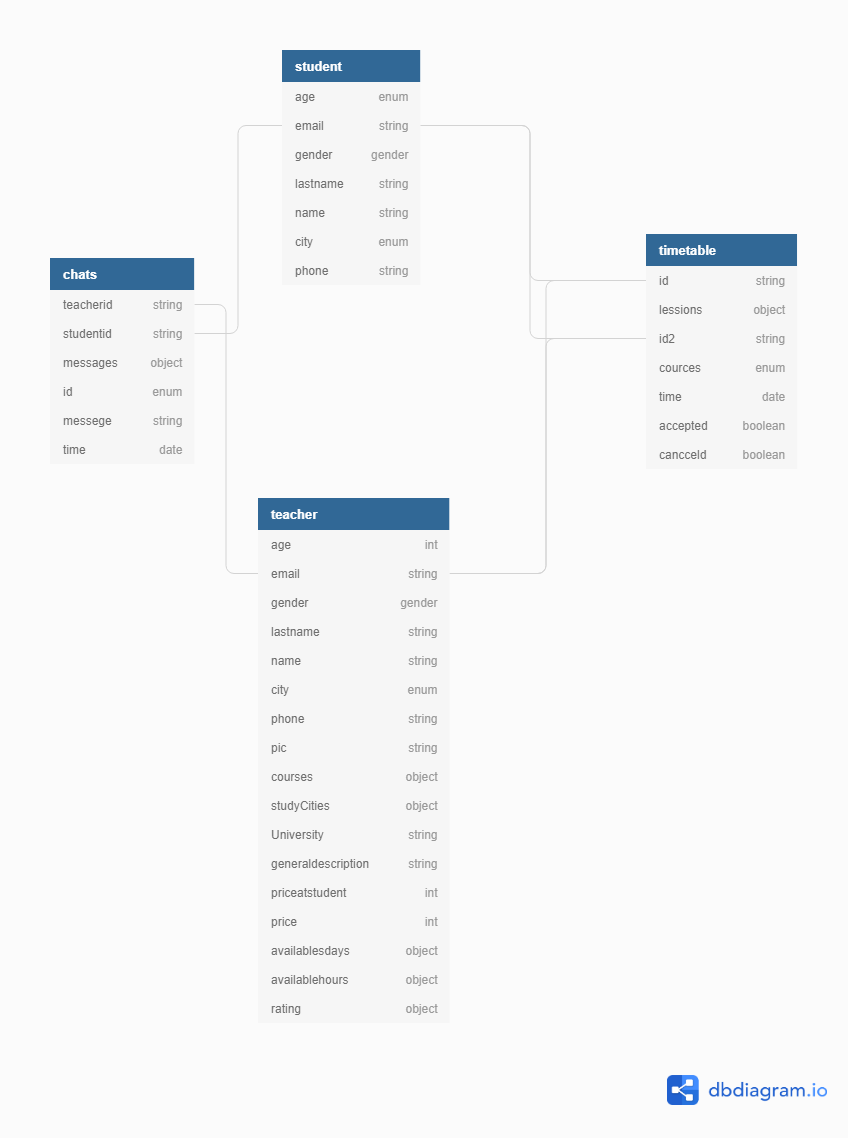 student
age enum
email string
gender gender
lastname string
name string
city enum
phone string
chats
teacherid string
studentid string
messages object
id enum
messege string
time date
timetable
id string
lessions object
id2 string
cources enum
time date
accepted boolean
cancceld boolean
teacher
age int
email string
gender gender
lastname string
name string
city enum
phone string
pic string
courses object
studyCities object
University string
generaldescription string
priceatstudent int
price int
availablesdays object
availablehours object
rating object
dbdiagram.io